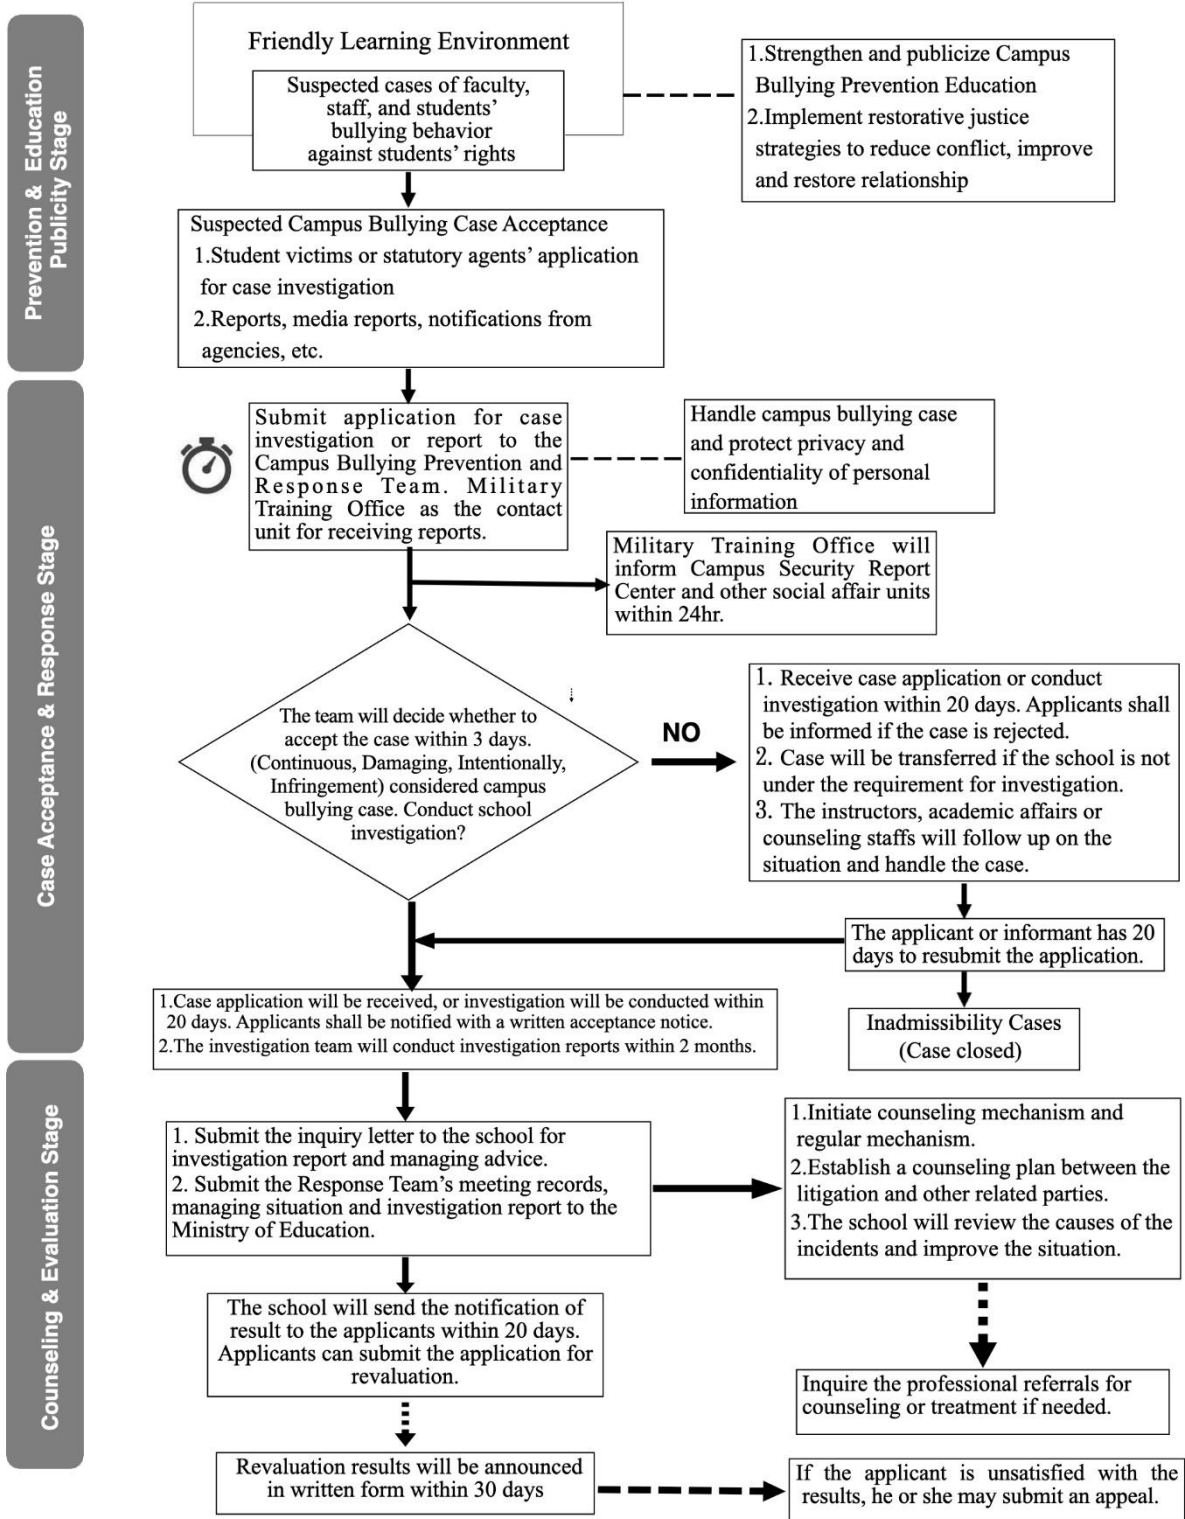 Prevention & Education
Publicity Stage
Friendly Learning Environment
Suspected cases of faculty,
staff, and students'
bullying behavior
against students' rights
1.Strengthen and publicize Campus
Bullying Prevention Education
2.Implement restorative justice
strategies to reduce conflict, improve
and restore relationship
Suspected Campus Bullying Case Acceptance
1.Student victims or statutory agents' application
for case investigation
2.Reports, media reports, notifications from
agencies, etc.
Case Acceptance & Response Stage
Submit application for case
investigation or report to the
Campus Bullying Prevention and
Response Team. Military
Training Office as the contact
unit for receiving reports.
Handle campus bullying case
and protect privacy and
confidentiality of personal
information
Military Training Office will
inform Campus Security Report
Center and other social affair units
within 24hr.
The team will decide whether to
accept the case within 3 days.
(Continuous, Damaging, Intentionally,
Infringement) considered campus
bullying case. Conduct school
investigation?
NO
1. Receive case application or conduct
investigation within 20 days. Applicants shall
be informed if the case is rejected.
2. Case will be transferred if the school is not
under the requirement for investigation.
3. The instructors, academic affairs or
counseling staffs will follow up on the
situation and handle the case.
The applicant or informant has 20
days to resubmit the application.
Inadmissibility Cases
(Case closed)
1.Case application will be received, or investigation will be conducted within
20 days. Applicants shall be notified with a written acceptance notice.
2.The investigation team will conduct investigation reports within 2 months.
Counseling & Evaluation Stage
1. Submit the inquiry letter to the school for
investigation report and managing advice.
2. Submit the Response Team's meeting records,
managing situation and investigation report to the
Ministry of Education.
1.Initiate counseling mechanism and
regular mechanism.
2.Establish a counseling plan between the
litigation and other related parties.
3.The school will review the causes of the
incidents and improve the situation.
The school will send the notification of
result to the applicants within 20 days.
Applicants can submit the application for
revaluation.
Inquire the professional referrals for
counseling or treatment if needed.
Revaluation results will be announced
in written form within 30 days
If the applicant is unsatisfied with the
results, he or she may submit an appeal.